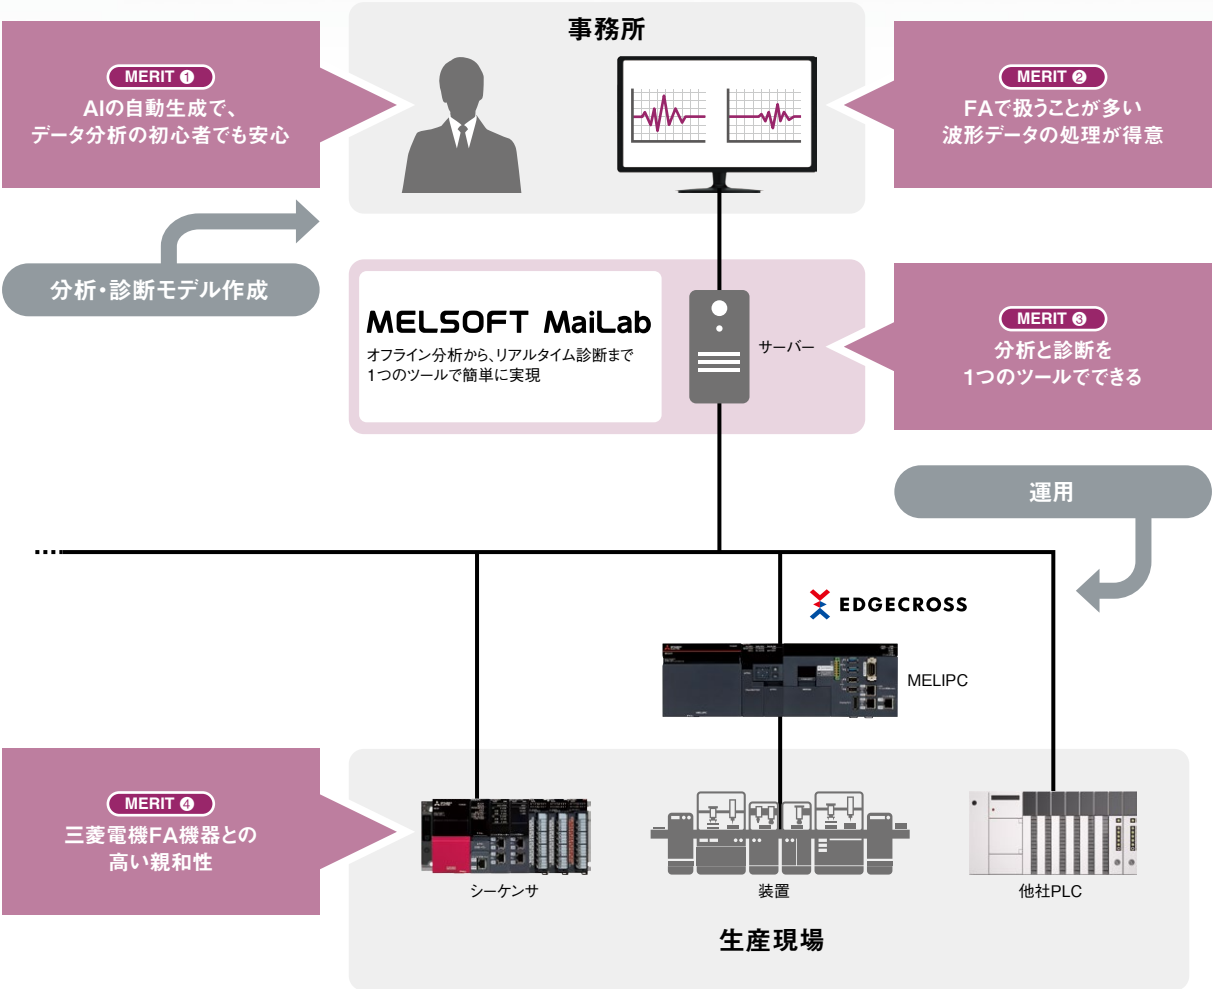 事務所
MERIT ❶
AIの自動生成で、
データ分析の初心者でも安心
MERIT ❷
FAで扱うことが多い
波形データの処理が得意
分析・診断モデル作成
MELSOFT MaiLab
オフライン分析から、リアルタイム診断まで
1つのツールで簡単に実現
サーバー
MERIT ❸
分析と診断を
1つのツールでできる
運用
EDGECROSS
MELIPC
MERIT ❹
三菱電機FA機器との
高い親和性
シーケンサ
装置
他社PLC
生産現場